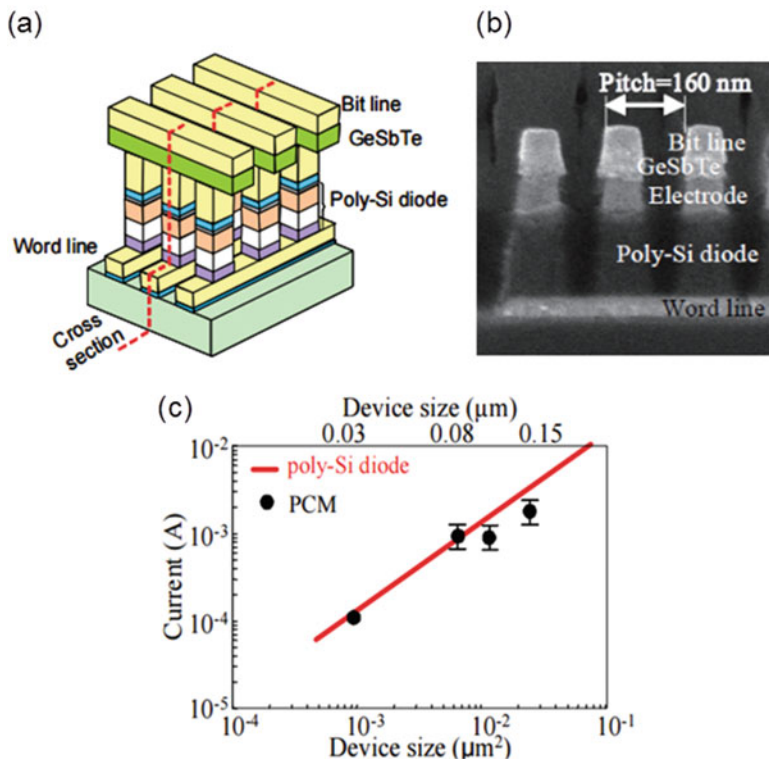 (a)
Bit line
GeSbTe
Poly-Si diode
Word line
Cross
section
(b)
Pitch=160 nm
Bit line
GeSbTe
Electrode
Poly-Si diode
Word line
(c)
Device size (μm)
0.03 0.08 0.15
10⁻²
poly-Si diode
PCM
10⁻³
Current (A)
10⁻⁴
10⁻⁵
10⁻⁴ 10⁻³ 10⁻² 10⁻¹
Device size (μm²)